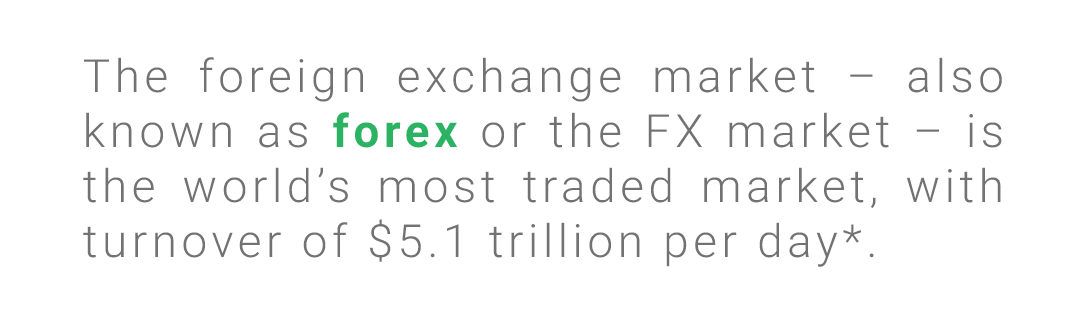 The foreign exchange market – also
known as forex or the FX market – is
the world’s most traded market, with
turnover of $5.1 trillion per day*.